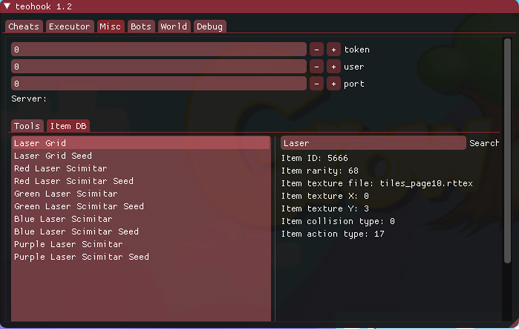 teohook 1.2
Cheats Executor Misc Bots World Debug
0 - + token
0 - + user
0 - + port
Server:
Tools Item DB
Laser Grid
Laser Grid Seed
Red Laser Scimitar
Red Laser Scimitar Seed
Green Laser Scimitar
Green Laser Scimitar Seed
Blue Laser Scimitar
Blue Laser Scimitar Seed
Purple Laser Scimitar
Purple Laser Scimitar Seed
Laser Search
Item ID: 5666
Item rarity: 68
Item texture file: tiles_page10.rttex
Item texture X: 0
Item texture Y: 3
Item collision type: 0
Item action type: 17